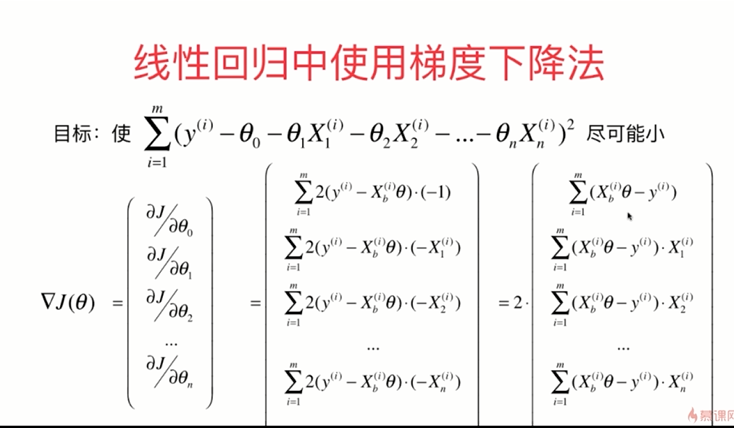 线性回归中使用梯度下降法
目标：使 $\sum_{i=1}^{m}(y^{(i)}-\theta_0-\theta_1X_1^{(i)}-\theta_2X_2^{(i)}-...-\theta_nX_n^{(i)})^2$ 尽可能小
$\nabla J(\theta) = \begin{pmatrix} \partial J/\partial\theta_0 \\ \partial J/\partial\theta_1 \\ \partial J/\partial\theta_2 \\ ... \\ \partial J/\partial\theta_n \end{pmatrix} = \begin{pmatrix} \sum_{i=1}^{m}2(y^{(i)}-X_b^{(i)}\theta)\cdot(-1) \\ \sum_{i=1}^{m}2(y^{(i)}-X_b^{(i)}\theta)\cdot(-X_1^{(i)}) \\ \sum_{i=1}^{m}2(y^{(i)}-X_b^{(i)}\theta)\cdot(-X_2^{(i)}) \\ ... \\ \sum_{i=1}^{m}2(y^{(i)}-X_b^{(i)}\theta)\cdot(-X_n^{(i)}) \end{pmatrix} = 2\cdot\begin{pmatrix} \sum_{i=1}^{m}(X_b^{(i)}\theta-y^{(i)}) \\ \sum_{i=1}^{m}(X_b^{(i)}\theta-y^{(i)})\cdot X_1^{(i)} \\ \sum_{i=1}^{m}(X_b^{(i)}\theta-y^{(i)})\cdot X_2^{(i)} \\ ... \\ \sum_{i=1}^{m}(X_b^{(i)}\theta-y^{(i)})\cdot X_n^{(i)} \end{pmatrix}$
慕课网